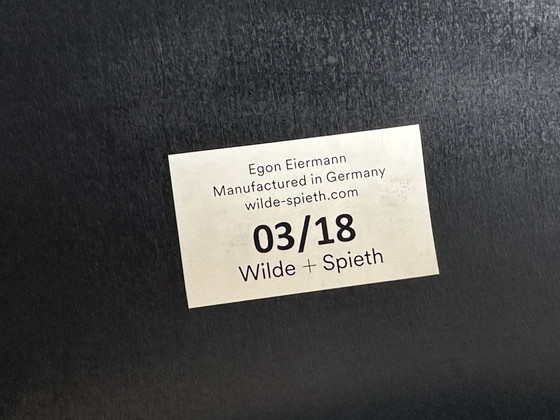 Egon Eiermann
Manufactured in Germany
wilde-spieth.com
03/18
Wilde + Spieth